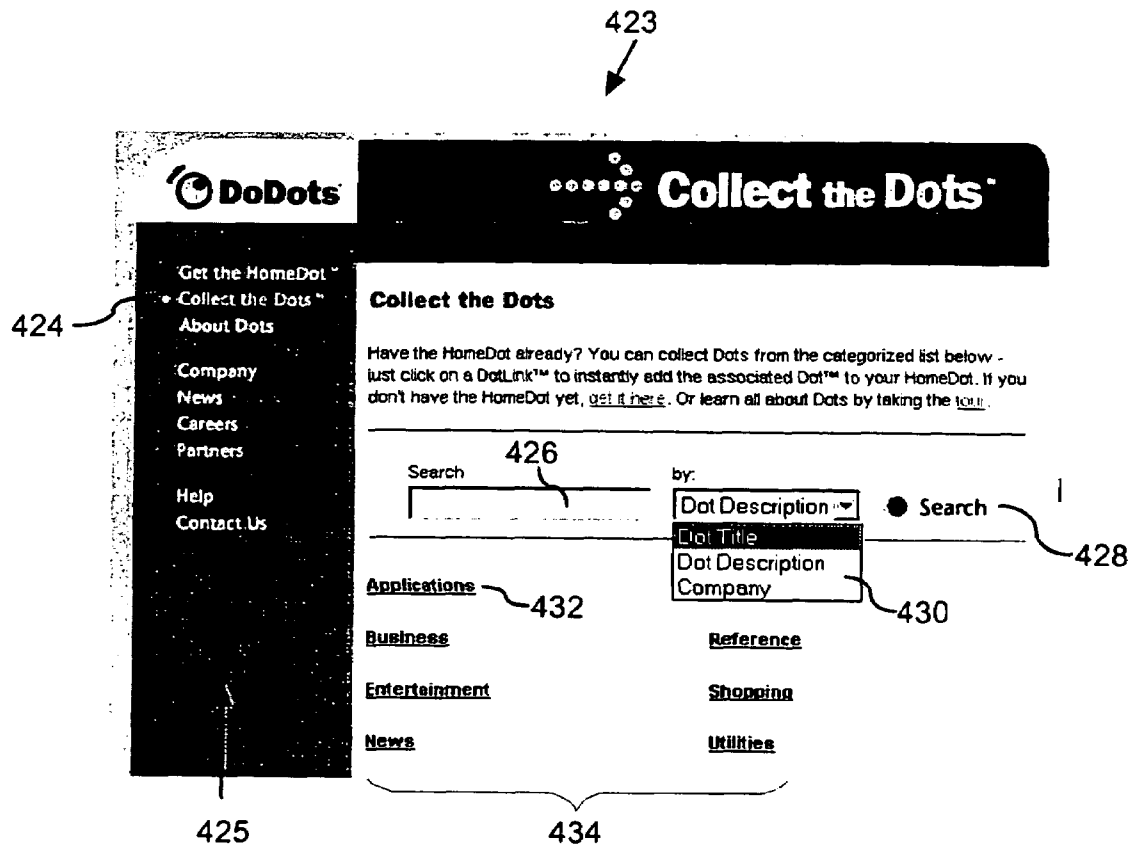 423
DoDots
Collect the Dots™
Get the HomeDot™
Collect the Dots™
About Dots
Company
News
Careers
Partners
Help
Contact Us
424
425
Collect the Dots
Have the HomeDot already? You can collect Dots from the categorized list below -
just click on a DotLink™ to instantly add the associated Dot™ to your HomeDot. If you
don't have the HomeDot yet, get it here. Or learn all about Dots by taking the tour.
426
Search
by:
Dot Description
Search
428
Dot Title
Dot Description
Company
430
Applications
432
Business
Reference
Entertainment
Shopping
News
Utilities
434